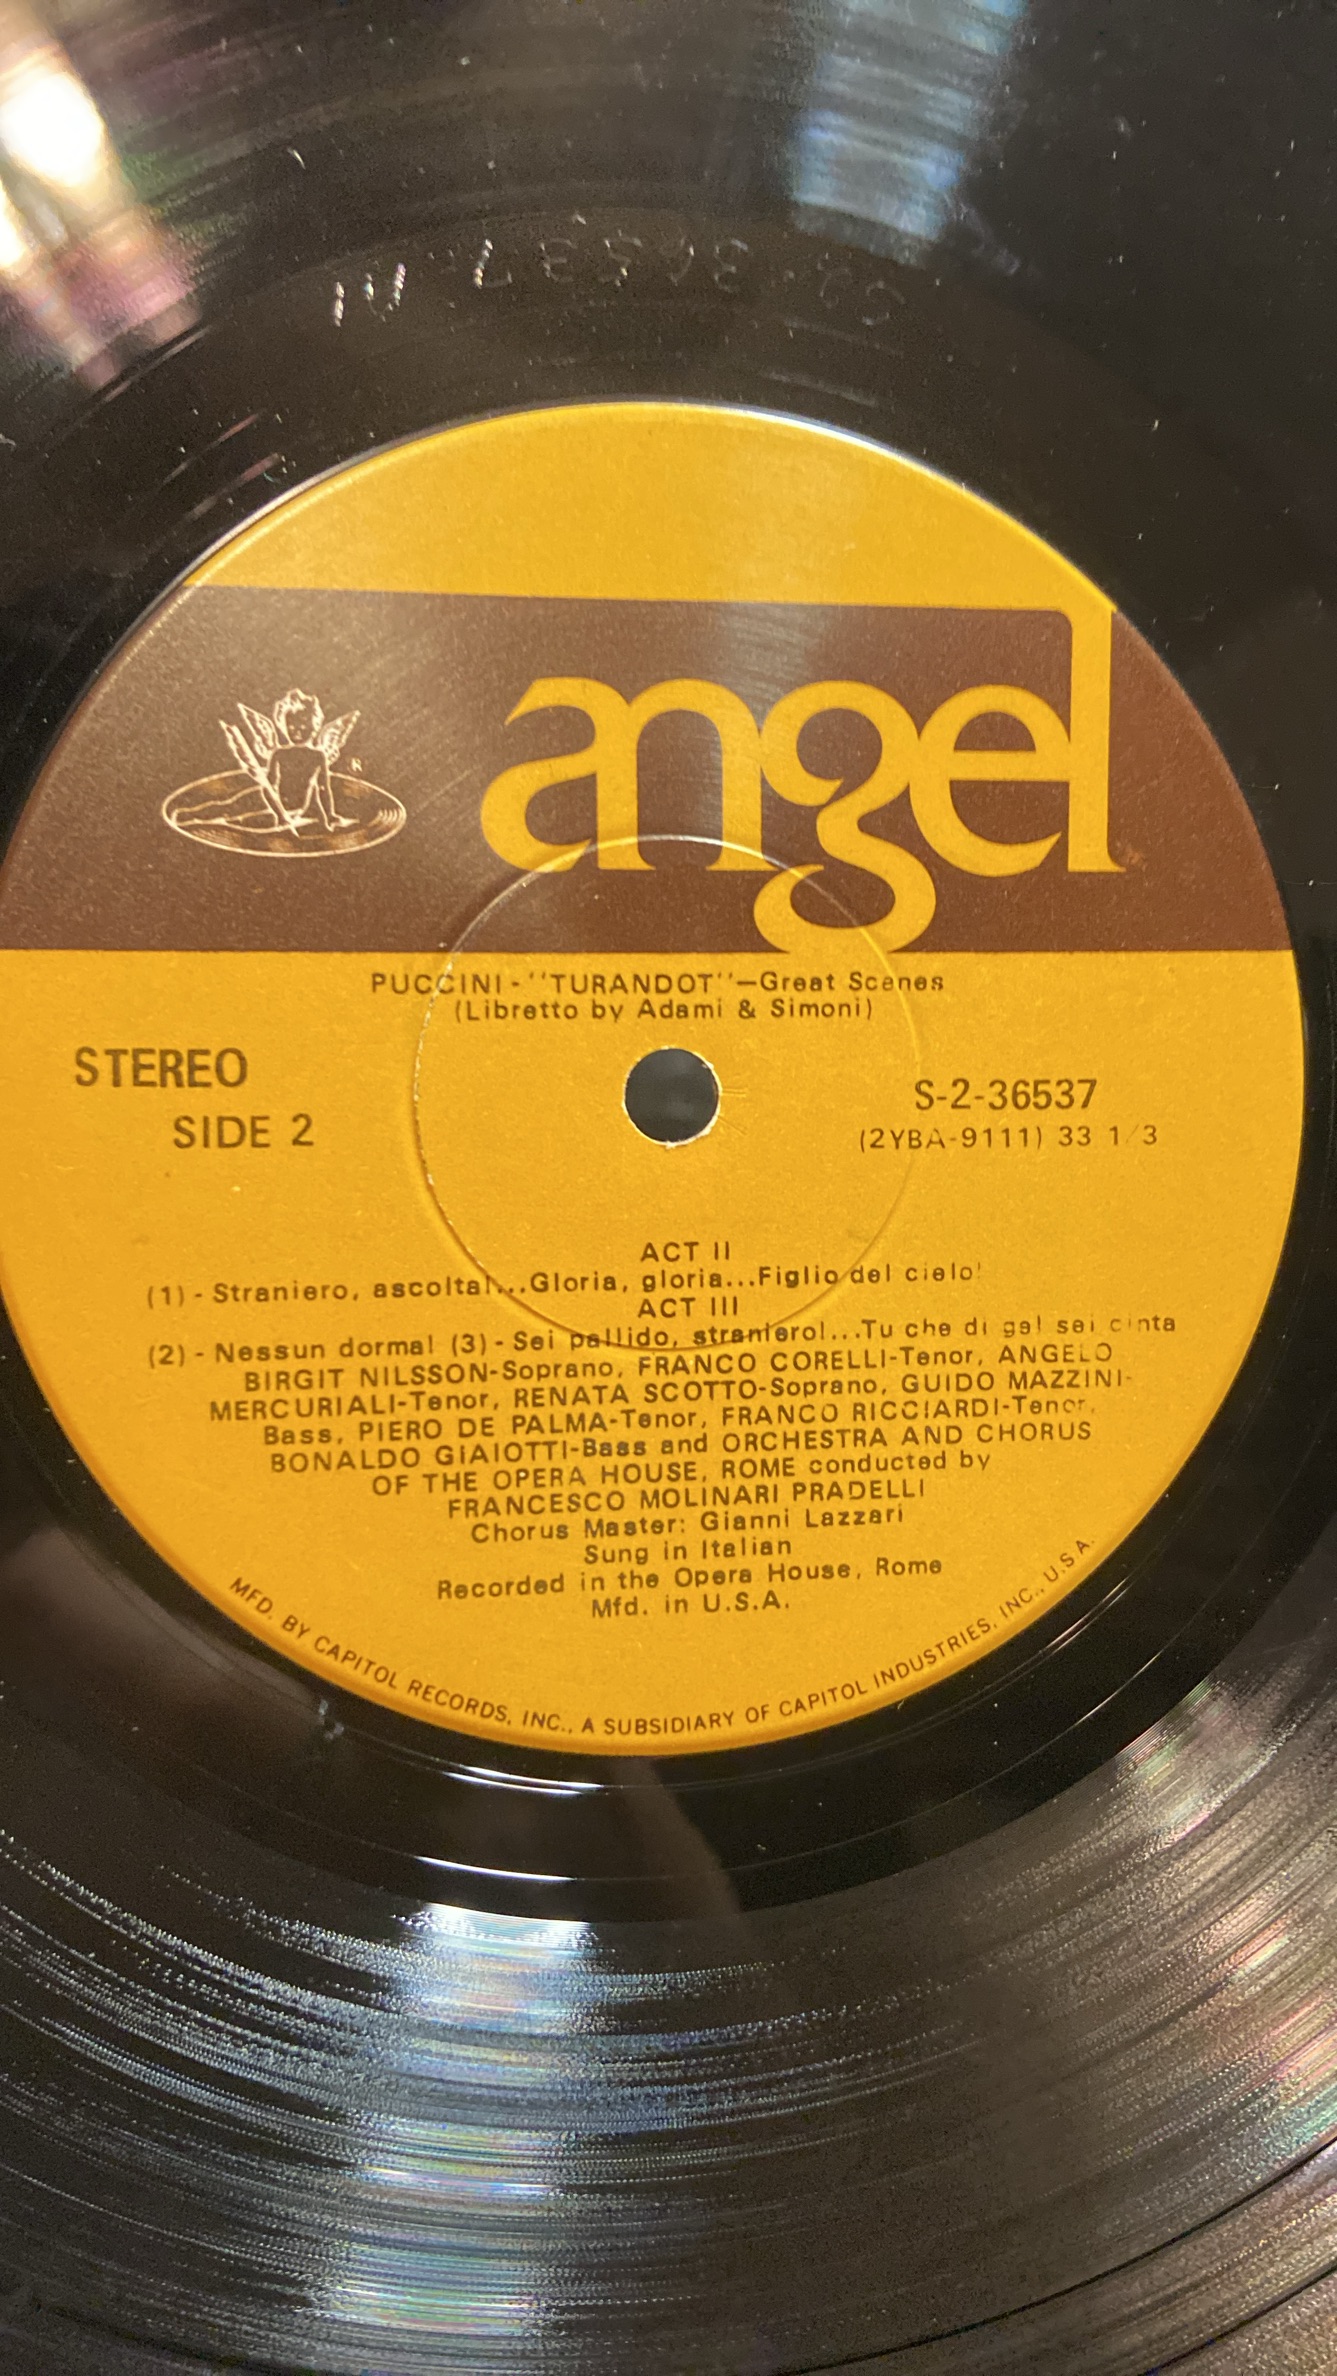 angel
R
PUCCINI-"TURANDOT"—Great Scenes
(Libretto by Adami & Simoni)
STEREO
SIDE 2
S-2-36537
(2YBA-9111) 33 1/3
ACT II
(1) - Straniero, ascolta!...Gloria, gloria...Figlio del cielo!
ACT III
(2) - Nessun dorma! (3) - Sei pallido, straniero!...Tu che di gel sei cinta
BIRGIT NILSSON-Soprano, FRANCO CORELLI-Tenor, ANGELO
MERCURIALI-Tenor, RENATA SCOTTO-Soprano, GUIDO MAZZINI-
Bass, PIERO DE PALMA-Tenor, FRANCO RICCIARDI-Tenor,
BONALDO GIAIOTTI-Bass and ORCHESTRA AND CHORUS
OF THE OPERA HOUSE, ROME conducted by
FRANCESCO MOLINARI PRADELLI
Chorus Master: Gianni Lazzari
Sung in Italian
Recorded in the Opera House, Rome
Mfd. in U.S.A.
MFD. BY CAPITOL RECORDS, INC., A SUBSIDIARY OF CAPITOL INDUSTRIES, INC., U.S.A.